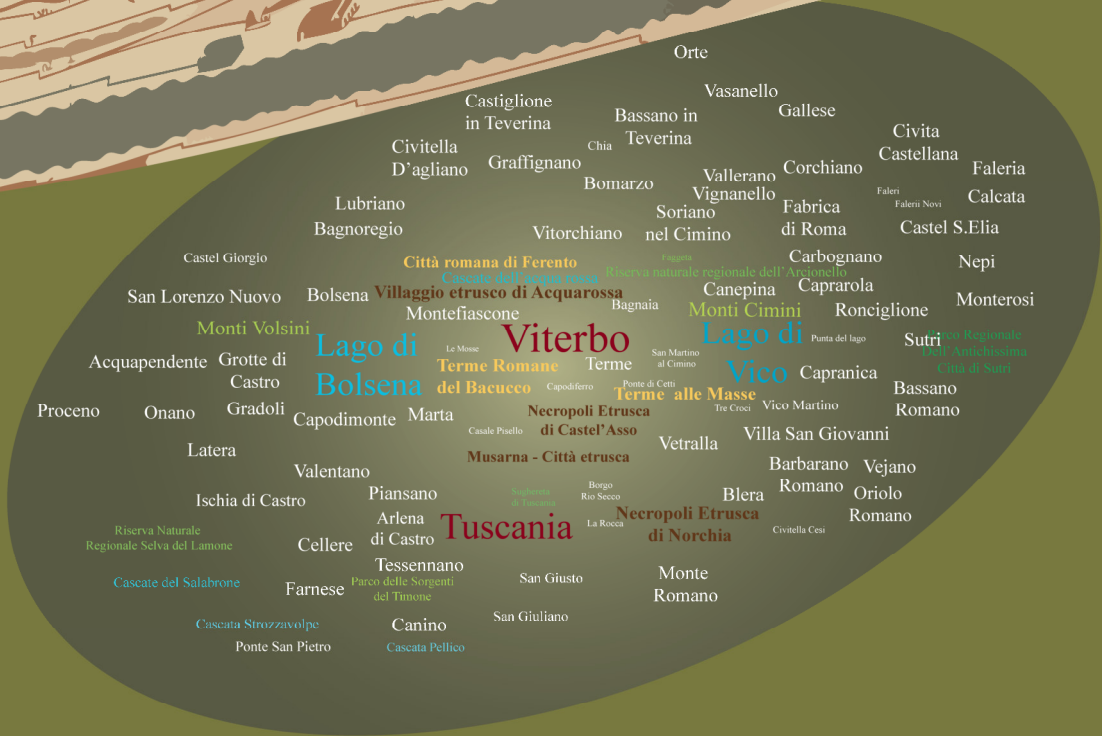 Orte
Vasanello
Castiglione
in Teverina
Gallese
Bassano in
Teverina
Civita
Castellana
Chia
Civitella
D'agliano
Graffignano
Corchiano
Faleria
Vallerano
Bomarzo
Vignanello
Faleri
Falerii Novi
Calcata
Lubriano
Soriano
nel Cimino
Fabrica
di Roma
Bagnoregio
Vitorchiano
Castel S.Elia
Castel Giorgio
Città romana di Ferento
Faggeta
Carbognano
Nepi
Cascate dell'acqua rossa
Riserva naturale regionale dell'Arcionello
San Lorenzo Nuovo
Bolsena
Villaggio etrusco di Acquarossa
Canepina
Caprarola
Monterosi
Bagnaia
Montefiascone
Monti Cimini
Ronciglione
Monti Volsini
Viterbo
Lago di
Vico
Punta del lago
Sutri
Parco Regionale
Dell'Antichissima
Città di Sutri
Lago di
Bolsena
Le Mosse
San Martino
al Cimino
Acquapendente
Grotte di
Castro
Terme Romane
del Bacucco
Terme
Capranica
Capodiferro
Ponte di Cetti
Terme alle Masse
Bassano
Romano
Proceno
Onano
Gradoli
Capodimonte
Marta
Necropoli Etrusca
di Castel'Asso
Tre Croci
Vico Martino
Casale Pisello
Villa San Giovanni
Latera
Vetralla
Musarna - Città etrusca
Valentano
Barbarano
Romano
Vejano
Ischia di Castro
Piansano
Sughereta
di Tuscania
Borgo
Rio Secco
Blera
Oriolo
Romano
Arlena
di Castro
Tuscania
La Rocca
Necropoli Etrusca
di Norchia
Civitella Cesi
Riserva Naturale
Regionale Selva del Lamone
Cellere
Tessennano
Cascate del Salabrone
Farnese
Parco delle Sorgenti
del Timone
San Giusto
Monte
Romano
Cascata Strozzavolpe
Canino
San Giuliano
Ponte San Pietro
Cascata Pellico